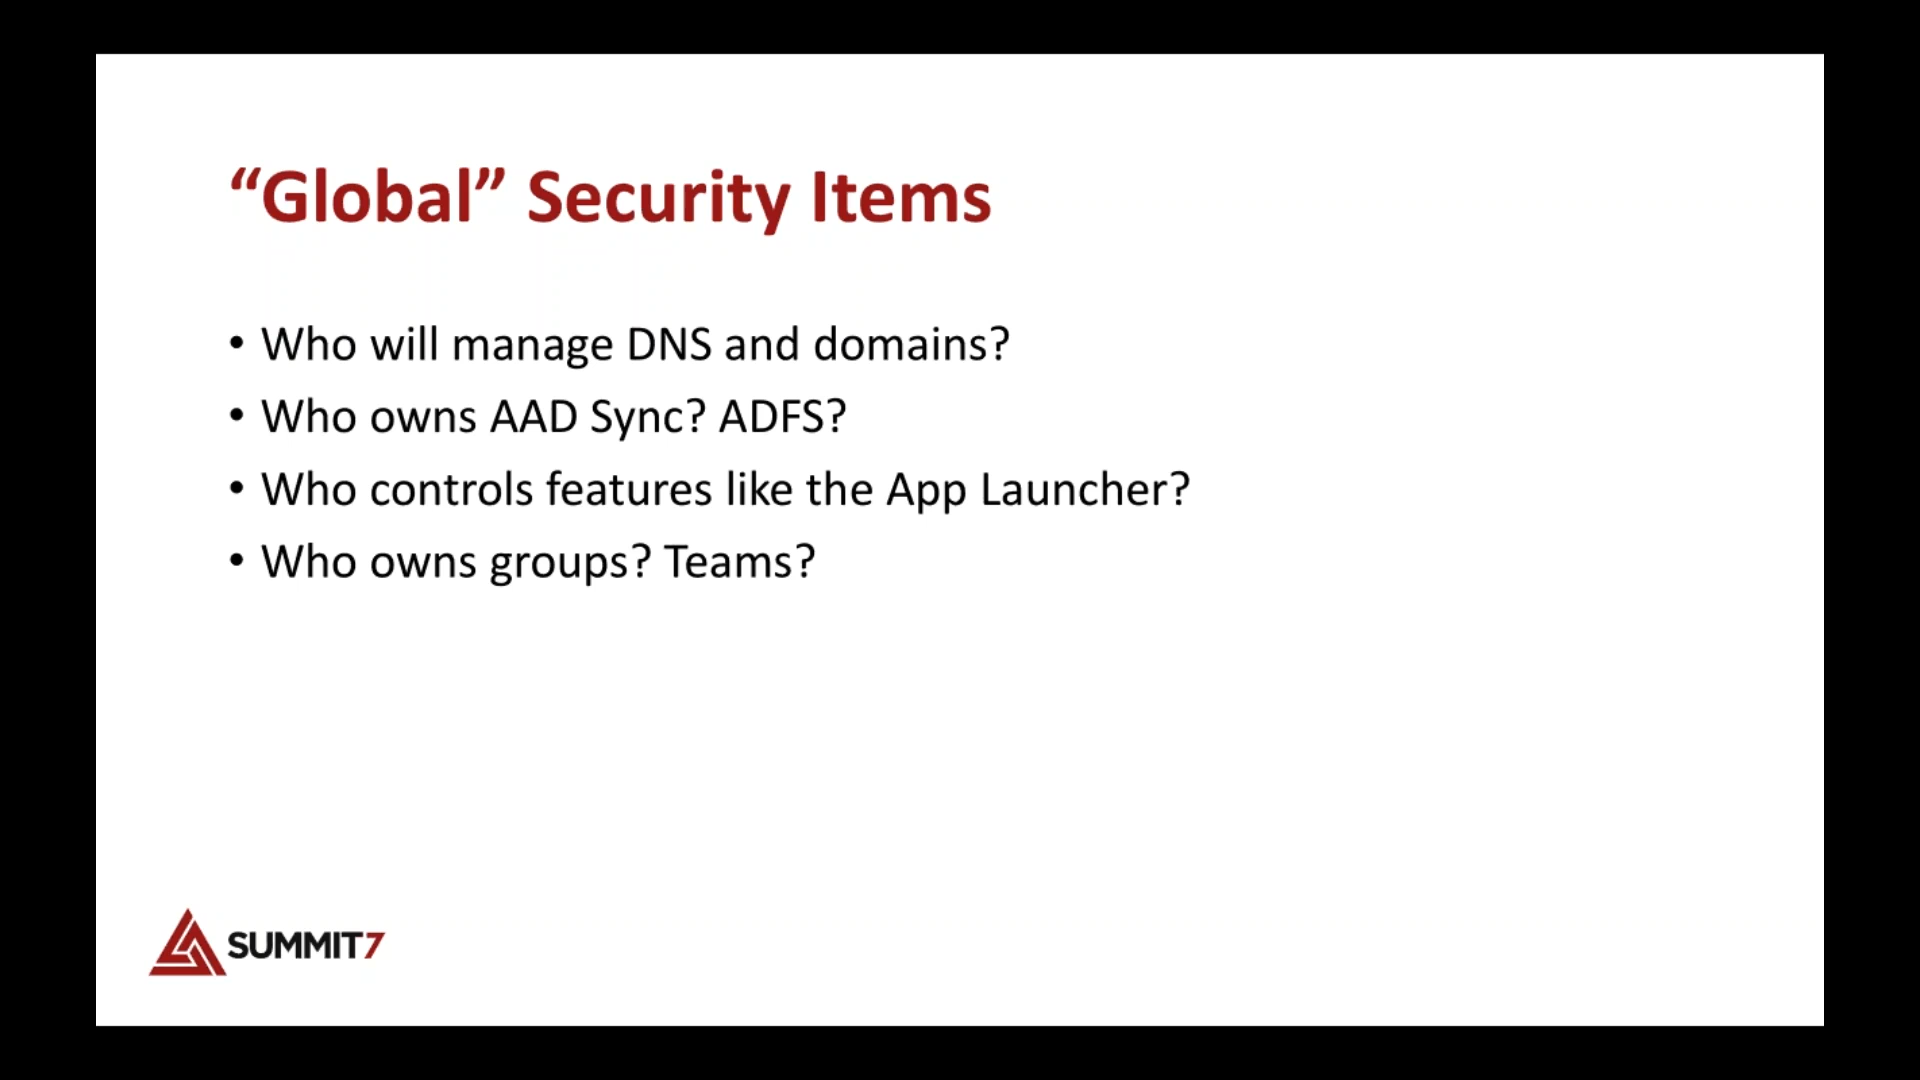 “Global” Security Items
• Who will manage DNS and domains?
• Who owns AAD Sync? ADFS?
• Who controls features like the App Launcher?
• Who owns groups? Teams?
SUMMIT7